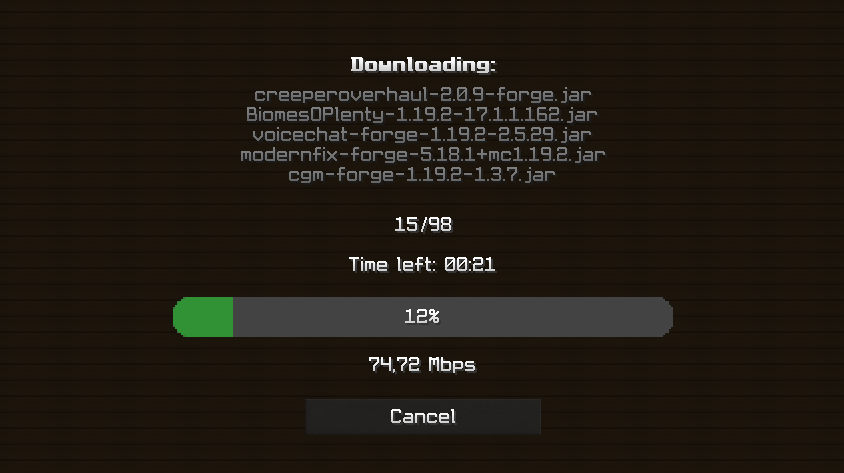 Downloading:
creeperoverhaul-2.0.9-forge.jar
BiomesOPlenty-1.19.2-17.1.1.162.jar
voicechat-forge-1.19.2-2.5.29.jar
modernfix-forge-5.18.1+mc1.19.2.jar
cgm-forge-1.19.2-1.3.7.jar
15/98
Time left: 00:21
12%
74,72 Mbps
Cancel